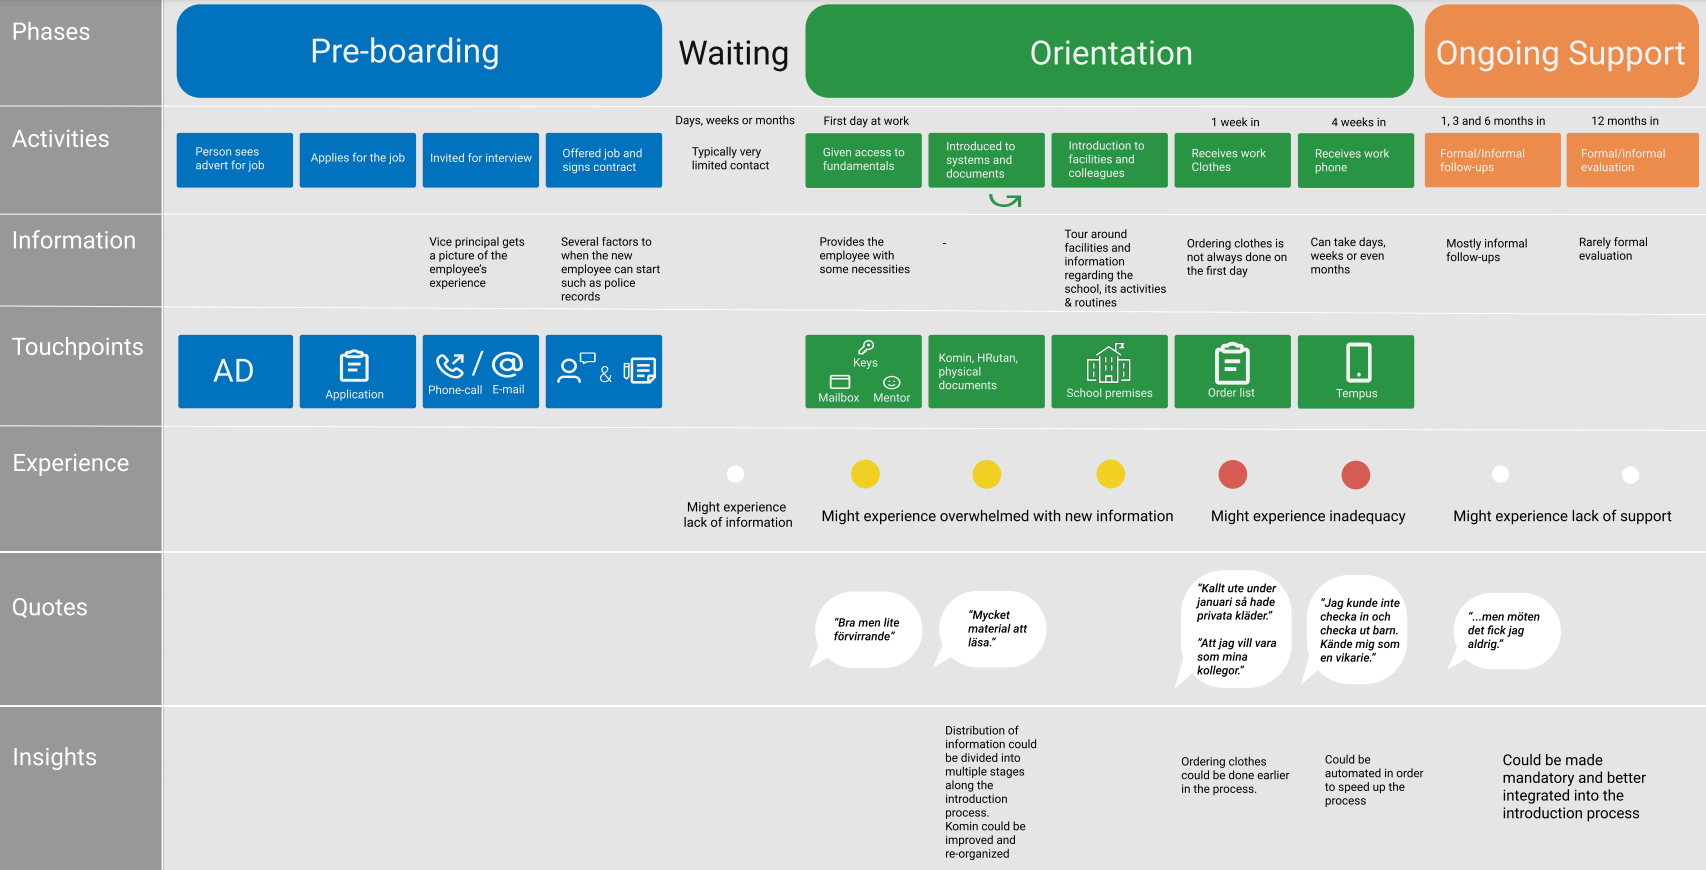 Phases
Pre-boarding
Waiting
Orientation
Ongoing Support
Activities
Days, weeks or months
First day at work
1 week in
4 weeks in
1, 3 and 6 months in
12 months in
Person sees
advert for job
Applies for the job
Invited for interview
Offered job and
signs contract
Typically very
limited contact
Given access to
fundamentals
Introduced to
systems and
documents
Introduction to
facilities and
colleagues
Receives work
Clothes
Receives work
phone
Formal/Informal
follow-ups
Formal/informal
evaluation
Information
Vice principal gets
a picture of the
employee's
experience
Several factors to
when the new
employee can start
such as police
records
Provides the
employee with
some necessities
-
Tour around
facilities and
information
regarding the
school, its activities
& routines
Ordering clothes is
not always done on
the first day
Can take days,
weeks or even
months
Mostly informal
follow-ups
Rarely formal
evaluation
Touchpoints
AD
Application
/
Phone-call
E-mail
&
Keys
Mailbox
Mentor
Komin, HRutan,
physical
documents
School premises
Order list
Tempus
Experience
Might experience
lack of information
Might experience overwhelmed with new information
Might experience inadequacy
Might experience lack of support
Quotes
“Bra men lite
förvirrande”
“Mycket
material att
läsa.”
“Kallt ute under
januari så hade
privata kläder.”
”Att jag vill vara
som mina
kollegor.”
“Jag kunde inte
checka in och
checka ut barn.
Kände mig som
en vikarie.”
“...men möten
det fick jag
aldrig.”
Insights
Distribution of
information could
be divided into
multiple stages
along the
introduction
process.
Komin could be
improved and
re-organized
Ordering clothes
could be done earlier
in the process.
Could be
automated in order
to speed up the
process
Could be made
mandatory and better
integrated into the
introduction process